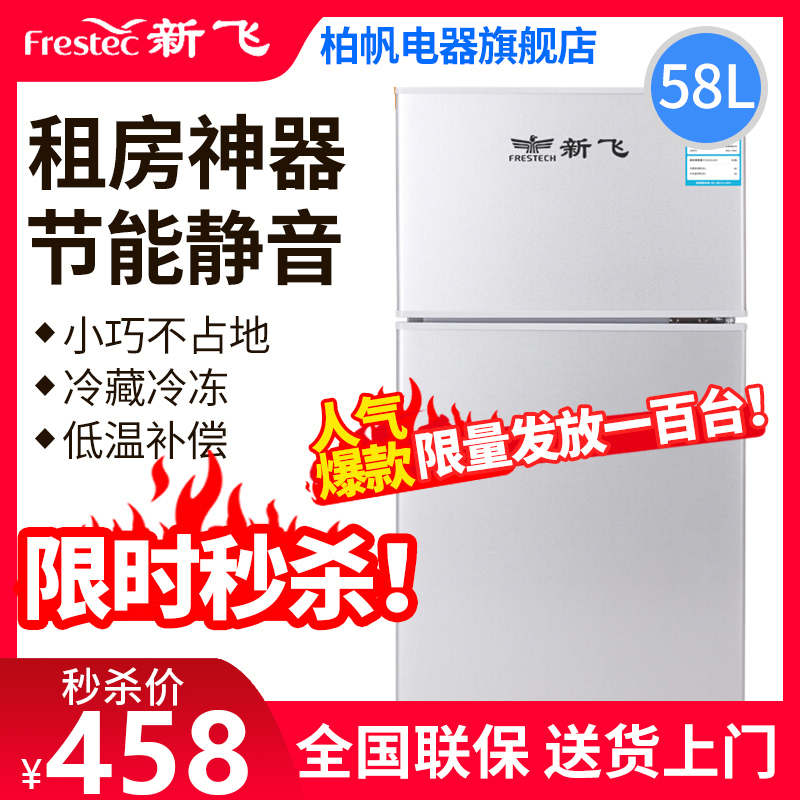 Frestec 新飞
柏帆电器旗舰店
58L
租房神器
节能静音
小巧不占地
冷藏冷冻
低温补偿
FRESTECH 新飞
人气
爆款
限量发放一百台!
限时秒杀!
秒杀价
¥458
全国联保 送货上门